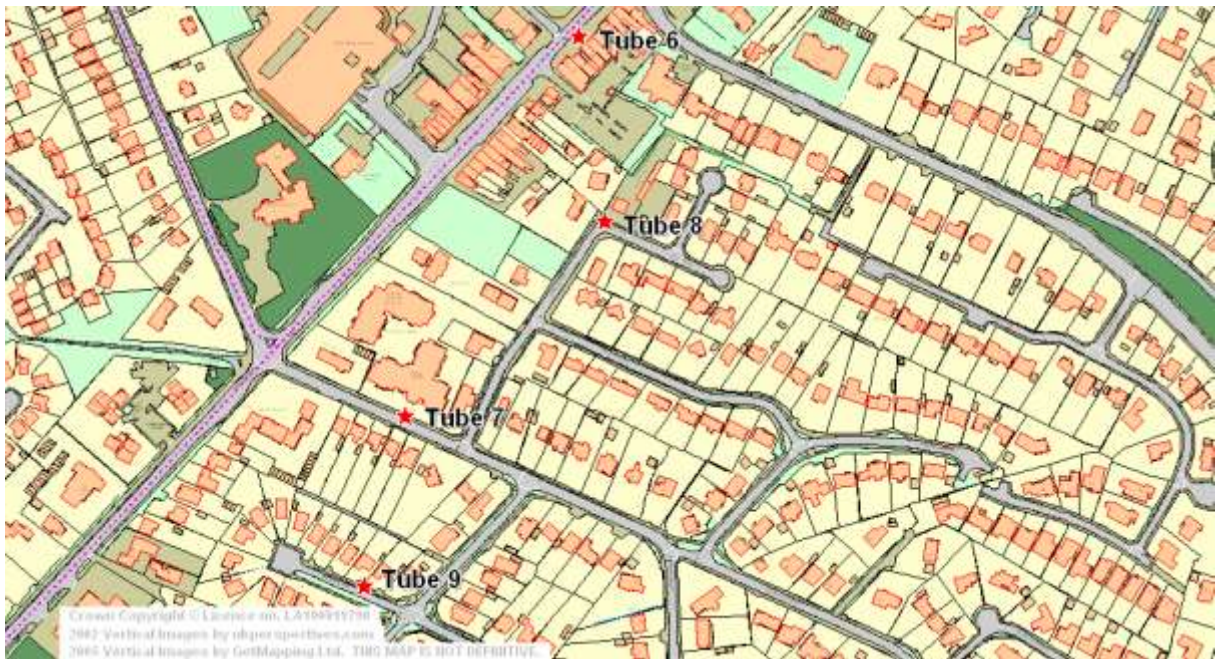 Tube 6
Tube 8
Tube 7
Tube 9
Crown Copyright © Licence no.
2002 Vertical Images by ukperspectives.com
2005 Vertical Images by GetMapping Ltd. THIS MAP IS NOT DEFINITIVE.